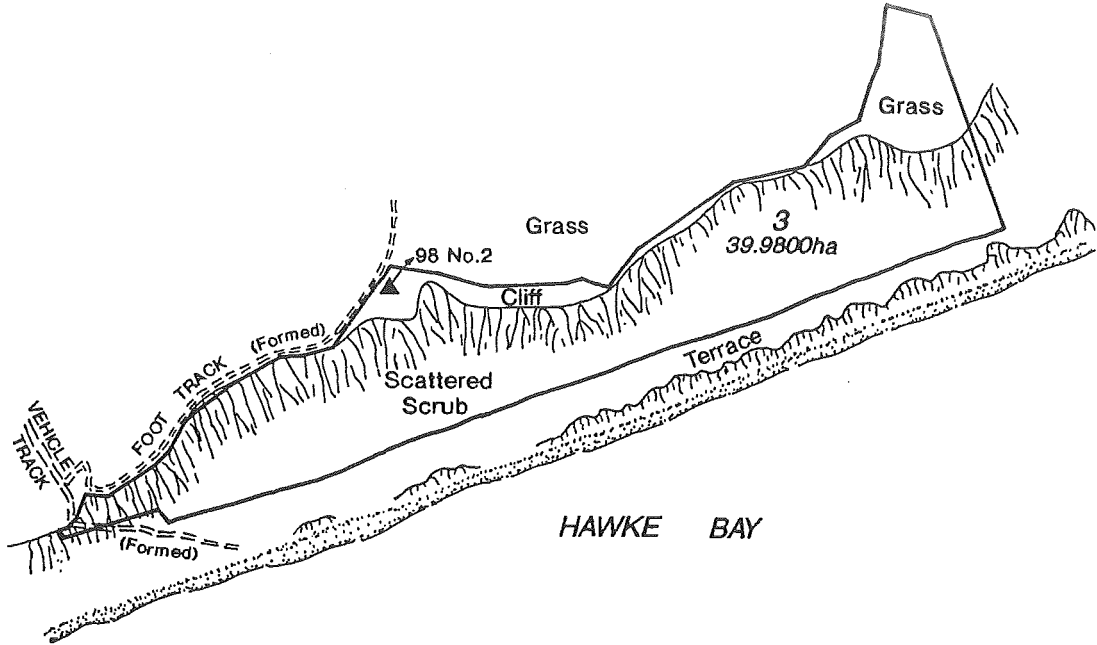 Grass
Grass
3
39.9800ha
98 No.2
Cliff
(Formed)
FOOT TRACK
Terrace
Scattered
Scrub
VEHICLE
TRACK
HAWKE BAY
(Formed)